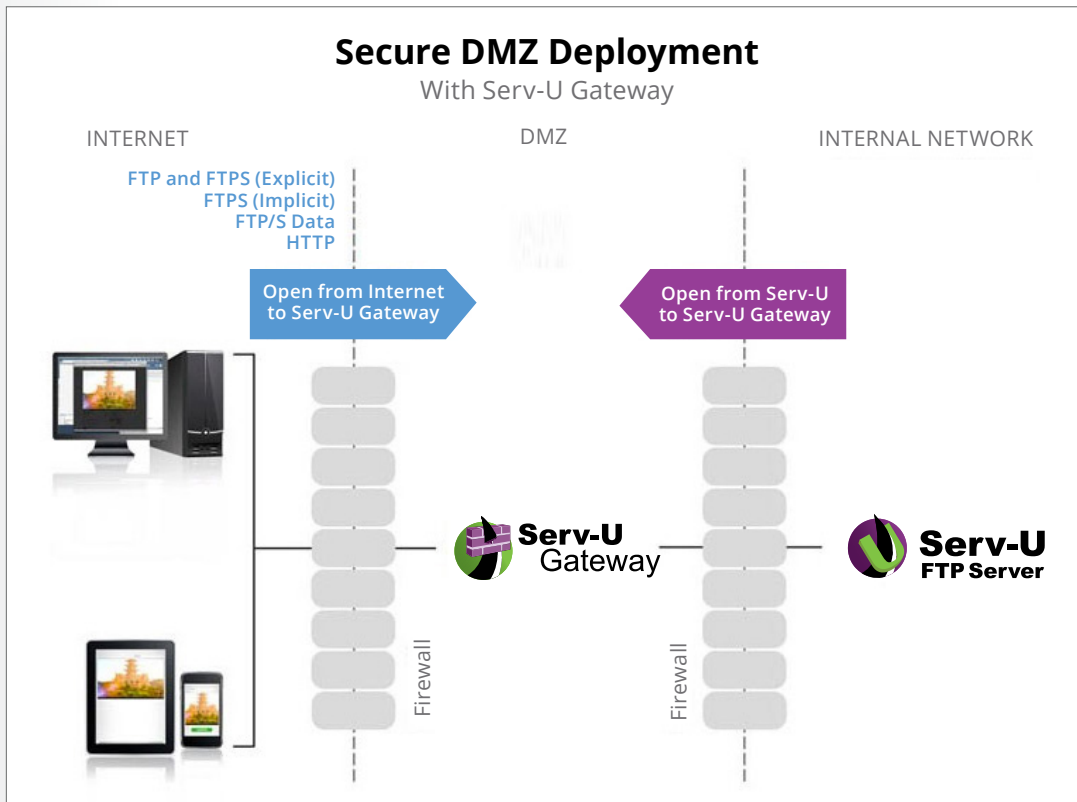 Secure DMZ Deployment
With Serv-U Gateway
INTERNET
DMZ
INTERNAL NETWORK
FTP and FTPS (Explicit)
FTPS (Implicit)
FTP/S Data
HTTP
Open from Internet
to Serv-U Gateway
Open from Serv-U
to Serv-U Gateway
Serv-U
Gateway
Serv-U
FTP Server
Firewall
Firewall